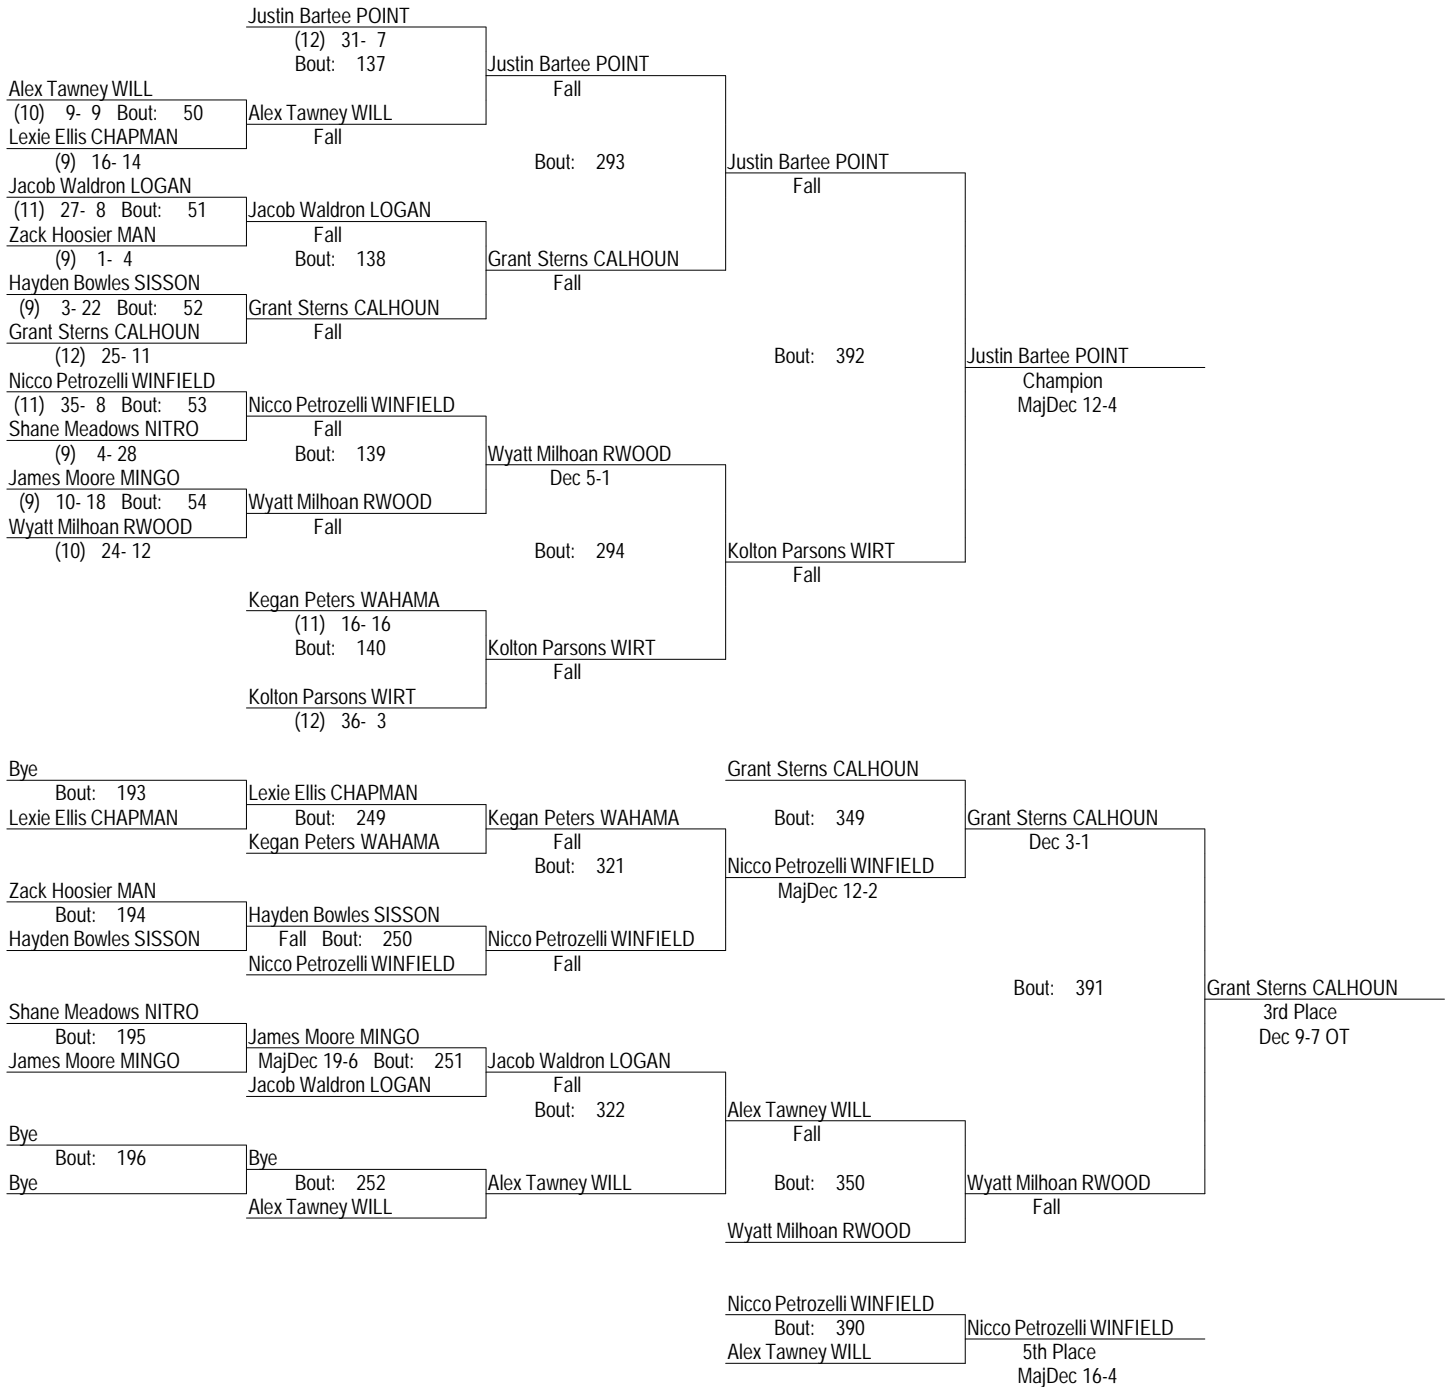 Justin Bartee POINT
(12) 31- 7
Bout: 137
Justin Bartee POINT
Fall
Alex Tawney WILL
(10) 9- 9 Bout: 50
Alex Tawney WILL
Lexie Ellis CHAPMAN
Fall
(9) 16- 14
Bout: 293
Justin Bartee POINT
Fall
Jacob Waldron LOGAN
(11) 27- 8 Bout: 51
Jacob Waldron LOGAN
Zack Hoosier MAN
Fall
(9) 1- 4
Bout: 138
Grant Sterns CALHOUN
Fall
Hayden Bowles SISSON
(9) 3- 22 Bout: 52
Grant Sterns CALHOUN
Grant Sterns CALHOUN
Fall
(12) 25- 11
Bout: 392
Justin Bartee POINT
Champion
MajDec 12-4
Nicco Petrozelli WINFIELD
(11) 35- 8 Bout: 53
Nicco Petrozelli WINFIELD
Shane Meadows NITRO
Fall
(9) 4- 28
Bout: 139
Wyatt Milhoan RWOOD
Dec 5-1
James Moore MINGO
(9) 10- 18 Bout: 54
Wyatt Milhoan RWOOD
Wyatt Milhoan RWOOD
Fall
(10) 24- 12
Bout: 294
Kolton Parsons WIRT
Fall
Kegan Peters WAHAMA
(11) 16- 16
Bout: 140
Kolton Parsons WIRT
Fall
Kolton Parsons WIRT
(12) 36- 3
Bye
Bout: 193
Lexie Ellis CHAPMAN
Lexie Ellis CHAPMAN
Bout: 249
Kegan Peters WAHAMA
Kegan Peters WAHAMA
Fall
Bout: 321
Grant Sterns CALHOUN
Bout: 349
Grant Sterns CALHOUN
Dec 3-1
Nicco Petrozelli WINFIELD
MajDec 12-2
Zack Hoosier MAN
Bout: 194
Hayden Bowles SISSON
Hayden Bowles SISSON
Fall Bout: 250
Nicco Petrozelli WINFIELD
Nicco Petrozelli WINFIELD
Fall
Bout: 391
Grant Sterns CALHOUN
3rd Place
Dec 9-7 OT
Shane Meadows NITRO
Bout: 195
James Moore MINGO
James Moore MINGO
MajDec 19-6 Bout: 251
Jacob Waldron LOGAN
Jacob Waldron LOGAN
Fall
Bout: 322
Alex Tawney WILL
Fall
Bye
Bout: 196
Bye
Bye
Bout: 252
Alex Tawney WILL
Alex Tawney WILL
Bout: 350
Wyatt Milhoan RWOOD
Fall
Wyatt Milhoan RWOOD
Nicco Petrozelli WINFIELD
Bout: 390
Nicco Petrozelli WINFIELD
Alex Tawney WILL
5th Place
MajDec 16-4